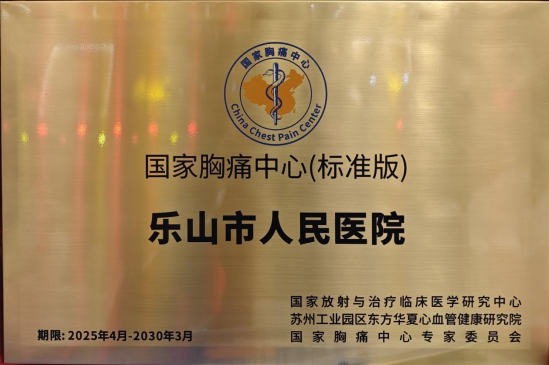 国家胸痛中心
China Chest Pain Center
国家胸痛中心(标准版)
乐山市人民医院
国家放射与治疗临床医学研究中心
苏州工业园区东方华夏心血管健康研究院
期限: 2025年4月-2030年3月
国家胸痛中心专家委员会